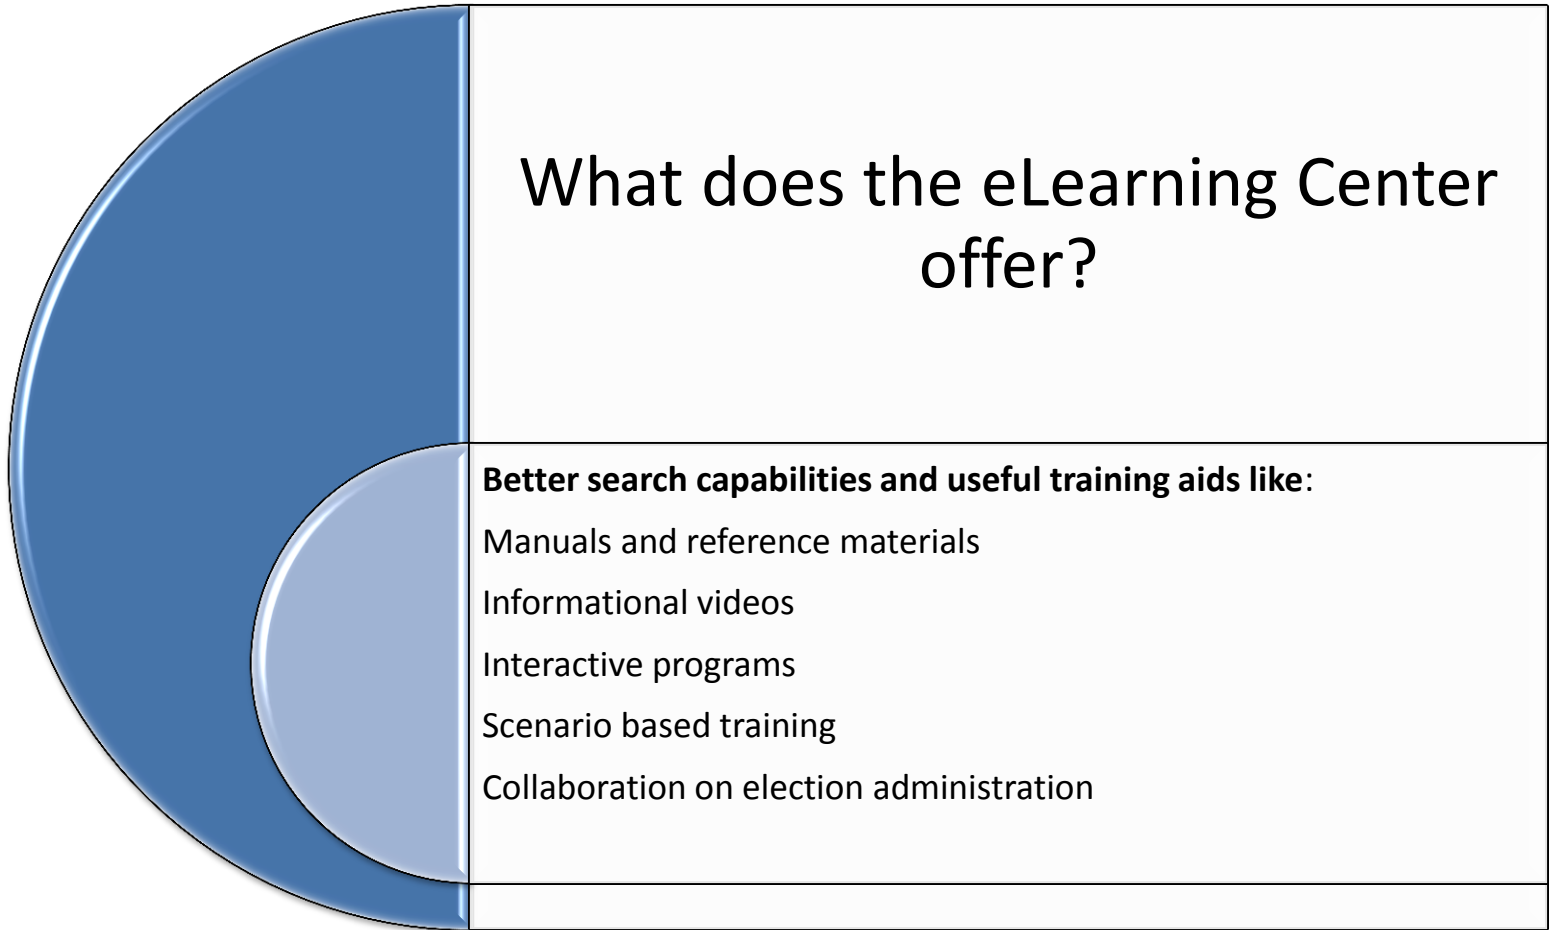 What does the eLearning Center
offer?
Better search capabilities and useful training aids like:
Manuals and reference materials
Informational videos
Interactive programs
Scenario based training
Collaboration on election administration